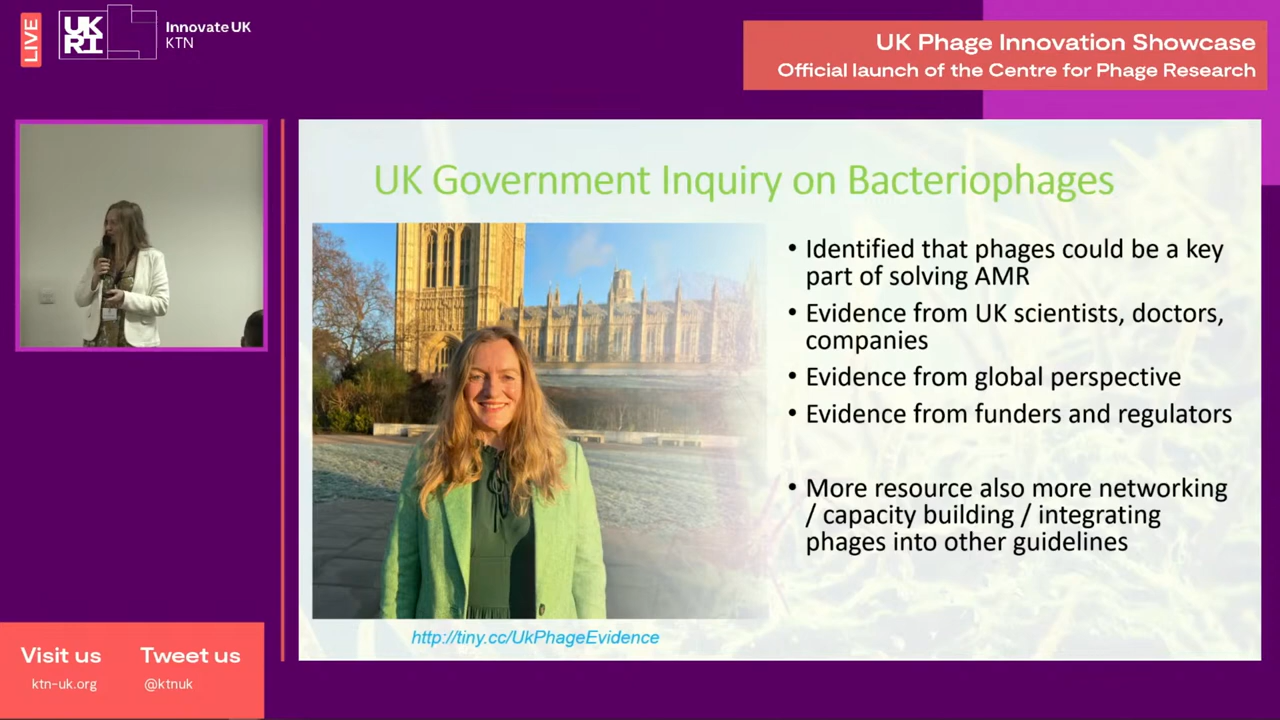 LIVE
UK
RI
Innovate UK
KTN
UK Phage Innovation Showcase
Official launch of the Centre for Phage Research
UK Government Inquiry on Bacteriophages
• Identified that phages could be a key
part of solving AMR
• Evidence from UK scientists, doctors,
companies
• Evidence from global perspective
• Evidence from funders and regulators
• More resource also more networking
/ capacity building / integrating
phages into other guidelines
http://tiny.cc/UkPhageEvidence
Visit us
ktn-uk.org
Tweet us
@ktnuk